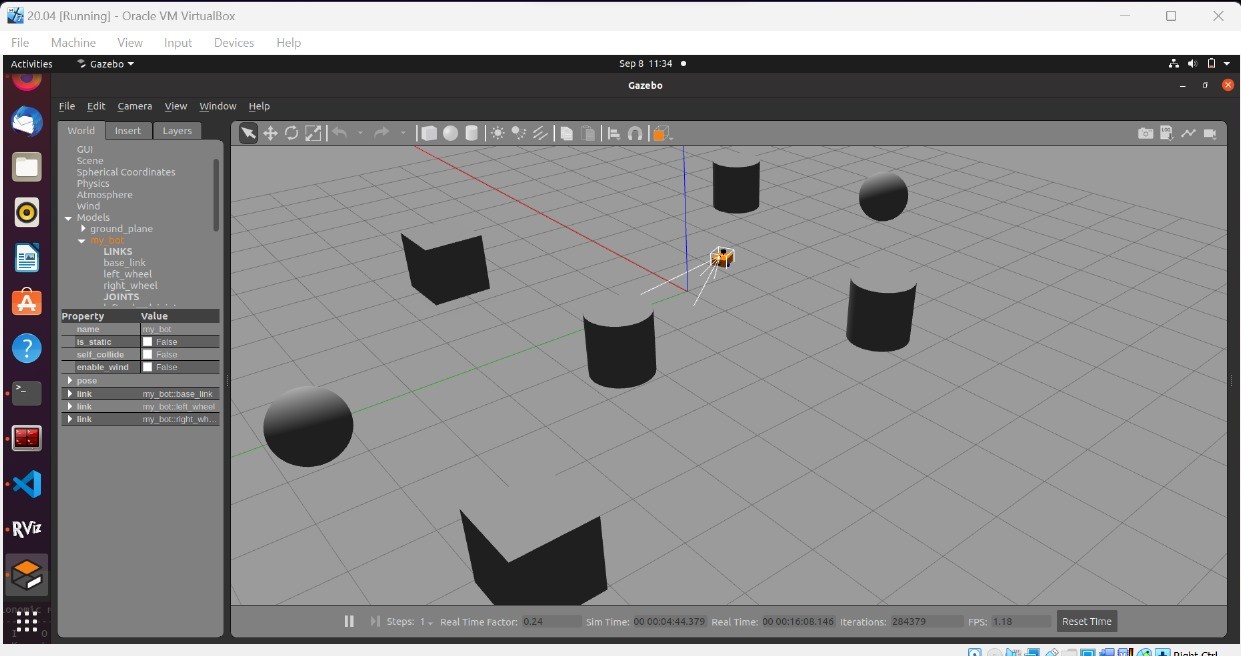 20.04 [Running] - Oracle VM VirtualBox
File Machine View Input Devices Help
Activities Gazebo Sep 8 11:34
Gazebo
File Edit Camera View Window Help
World Insert Layers
GUI
Scene
Spherical Coordinates
Physics
Atmosphere
Wind
Models
ground_plane
my_bot
LINKS
base_link
left_wheel
right_wheel
JOINTS
Property Value
name my_bot
is_static False
self_collide False
enable_wind False
pose
link my_bot::base_link
link my_bot::left_wheel
link my_bot::right_wh...
RViz
Steps: 1 Real Time Factor: 0.24 Sim Time: 00 00:04:44.379 Real Time: 00 00:16:08.146 Iterations: 284379 FPS: 1.18 Reset Time
Right Ctrl